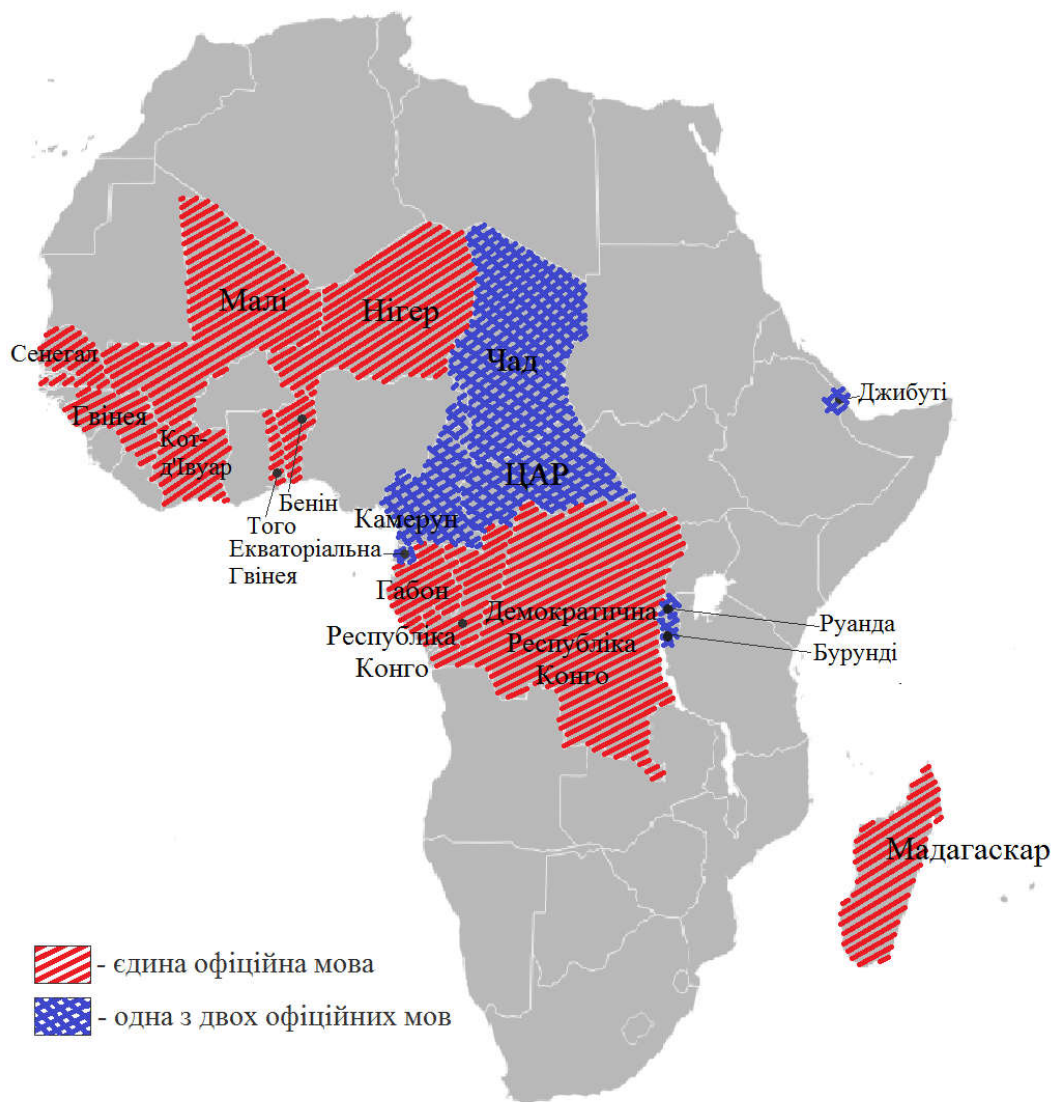 Малі
Нігер
Сенегал
Чад
Джибуті
Гвінея
Кот-
д'Івуар
ЦАР
Бенін
Того
Камерун
Екваторіальна
Гвінея
Габон
Демократична
Республіка
Конго
Республіка
Конго
Руанда
Бурунді
Мадагаскар
- єдина офіційна мова
- одна з двох офіційних мов